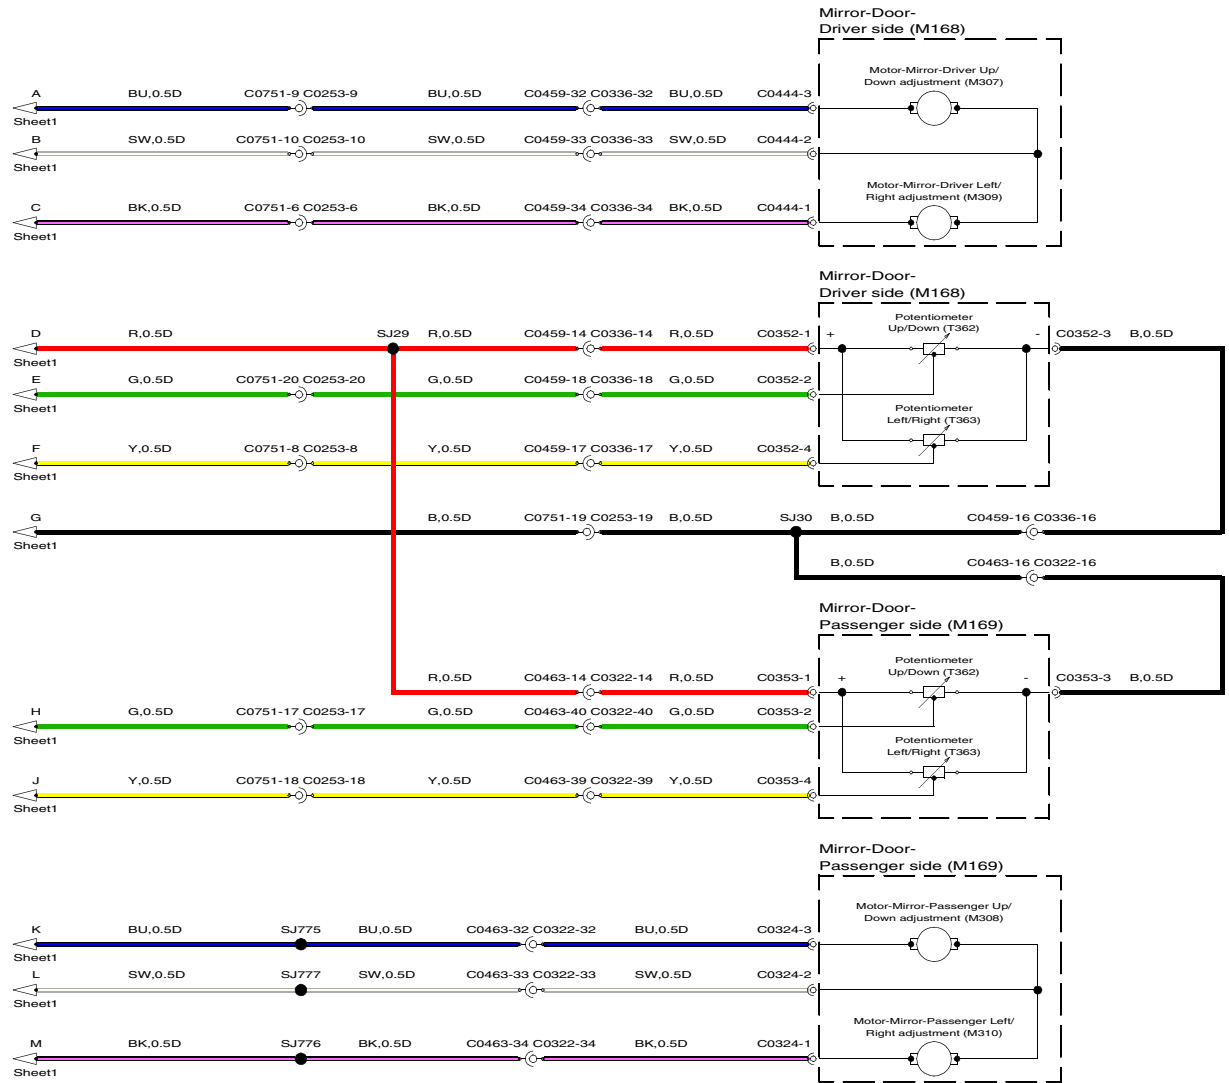 Mirror-Door-
Driver side (M168)
Motor-Mirror-Driver Up/
Down adjustment (M307)
A BU,0.5D C0751-9 C0253-9 BU,0.5D C0459-32 C0336-32 BU,0.5D C0444-3
Sheet1
B SW,0.5D C0751-10 C0253-10 SW,0.5D C0459-33 C0336-33 SW,0.5D C0444-2
Sheet1
Motor-Mirror-Driver Left/
Right adjustment (M309)
C BK,0.5D C0751-6 C0253-6 BK,0.5D C0459-34 C0336-34 BK,0.5D C0444-1
Sheet1
Mirror-Door-
Driver side (M168)
Potentiometer
Up/Down (T362)
D R,0.5D SJ29 R,0.5D C0459-14 C0336-14 R,0.5D C0352-1 + - C0352-3 B,0.5D
Sheet1
E G,0.5D C0751-20 C0253-20 G,0.5D C0459-18 C0336-18 G,0.5D C0352-2
Sheet1
Potentiometer
Left/Right (T363)
F Y,0.5D C0751-8 C0253-8 Y,0.5D C0459-17 C0336-17 Y,0.5D C0352-4
Sheet1
G B,0.5D C0751-19 C0253-19 B,0.5D SJ30 B,0.5D C0459-16 C0336-16
Sheet1
B,0.5D C0463-16 C0322-16
Mirror-Door-
Passenger side (M169)
Potentiometer
Up/Down (T362)
R,0.5D C0463-14 C0322-14 R,0.5D C0353-1 + - C0353-3 B,0.5D
H G,0.5D C0751-17 C0253-17 G,0.5D C0463-40 C0322-40 G,0.5D C0353-2
Sheet1
Potentiometer
Left/Right (T363)
J Y,0.5D C0751-18 C0253-18 Y,0.5D C0463-39 C0322-39 Y,0.5D C0353-4
Sheet1
Mirror-Door-
Passenger side (M169)
Motor-Mirror-Passenger Up/
Down adjustment (M308)
K BU,0.5D SJ775 BU,0.5D C0463-32 C0322-32 BU,0.5D C0324-3
Sheet1
L SW,0.5D SJ777 SW,0.5D C0463-33 C0322-33 SW,0.5D C0324-2
Sheet1
Motor-Mirror-Passenger Left/
Right adjustment (M310)
M BK,0.5D SJ776 BK,0.5D C0463-34 C0322-34 BK,0.5D C0324-1
Sheet1